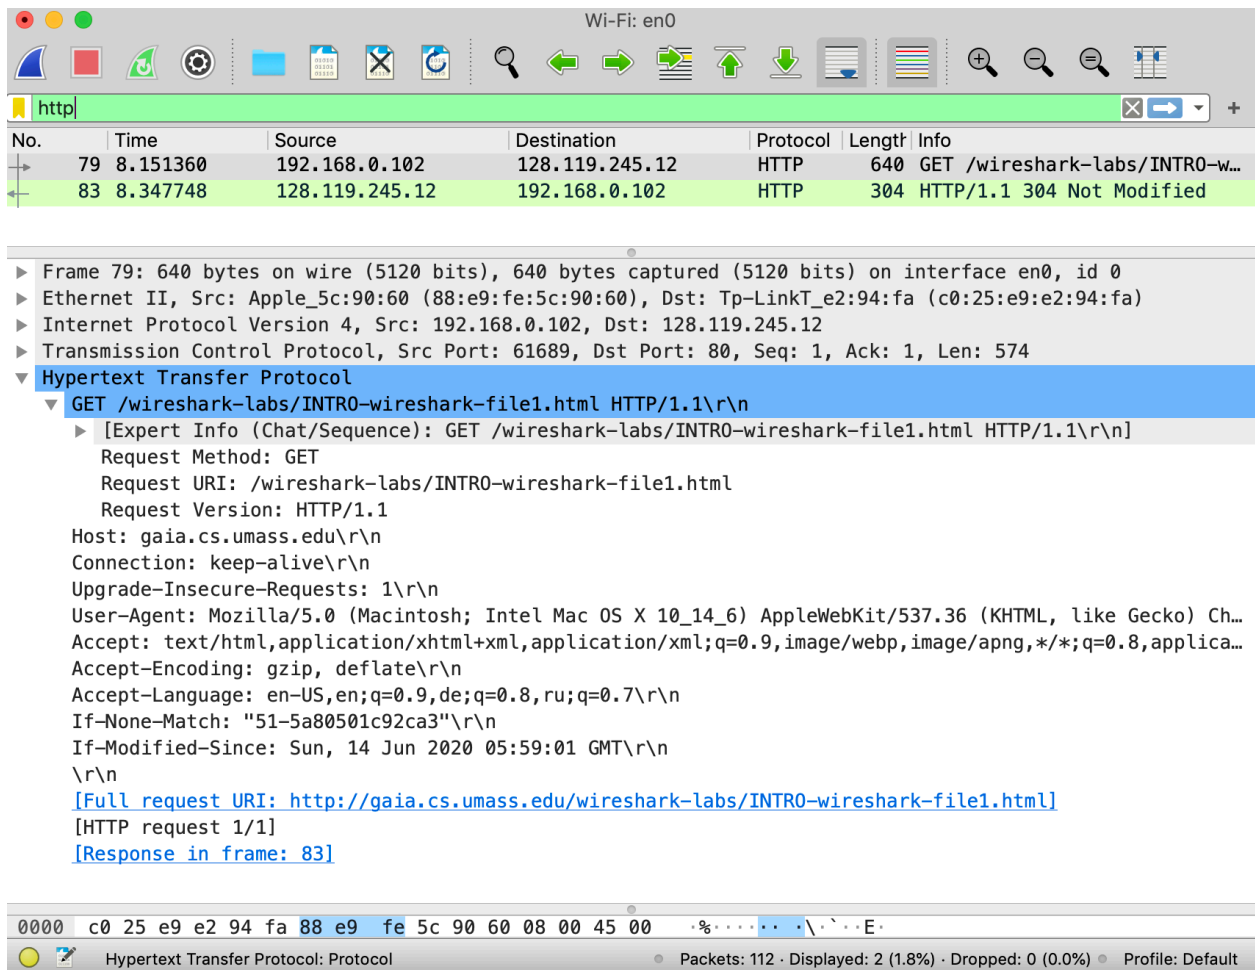 Wi-Fi: en0
http
No. Time Source Destination Protocol Length Info
79 8.151360 192.168.0.102 128.119.245.12 HTTP 640 GET /wireshark-labs/INTRO-w…
83 8.347748 128.119.245.12 192.168.0.102 HTTP 304 HTTP/1.1 304 Not Modified
Frame 79: 640 bytes on wire (5120 bits), 640 bytes captured (5120 bits) on interface en0, id 0
Ethernet II, Src: Apple_5c:90:60 (88:e9:fe:5c:90:60), Dst: Tp-LinkT_e2:94:fa (c0:25:e9:e2:94:fa)
Internet Protocol Version 4, Src: 192.168.0.102, Dst: 128.119.245.12
Transmission Control Protocol, Src Port: 61689, Dst Port: 80, Seq: 1, Ack: 1, Len: 574
Hypertext Transfer Protocol
GET /wireshark-labs/INTRO-wireshark-file1.html HTTP/1.1\r\n
[Expert Info (Chat/Sequence): GET /wireshark-labs/INTRO-wireshark-file1.html HTTP/1.1\r\n]
Request Method: GET
Request URI: /wireshark-labs/INTRO-wireshark-file1.html
Request Version: HTTP/1.1
Host: gaia.cs.umass.edu\r\n
Connection: keep-alive\r\n
Upgrade-Insecure-Requests: 1\r\n
User-Agent: Mozilla/5.0 (Macintosh; Intel Mac OS X 10_14_6) AppleWebKit/537.36 (KHTML, like Gecko) Ch…
Accept: text/html,application/xhtml+xml,application/xml;q=0.9,image/webp,image/apng,*/*;q=0.8,applica…
Accept-Encoding: gzip, deflate\r\n
Accept-Language: en-US,en;q=0.9,de;q=0.8,ru;q=0.7\r\n
If-None-Match: "51-5a80501c92ca3"\r\n
If-Modified-Since: Sun, 14 Jun 2020 05:59:01 GMT\r\n
\r\n
[Full request URI: http://gaia.cs.umass.edu/wireshark-labs/INTRO-wireshark-file1.html]
[HTTP request 1/1]
[Response in frame: 83]
0000 c0 25 e9 e2 94 fa 88 e9 fe 5c 90 60 08 00 45 00 ·%···· ·· ·\·`··E·
Hypertext Transfer Protocol: Protocol Packets: 112 · Displayed: 2 (1.8%) · Dropped: 0 (0.0%) Profile: Default